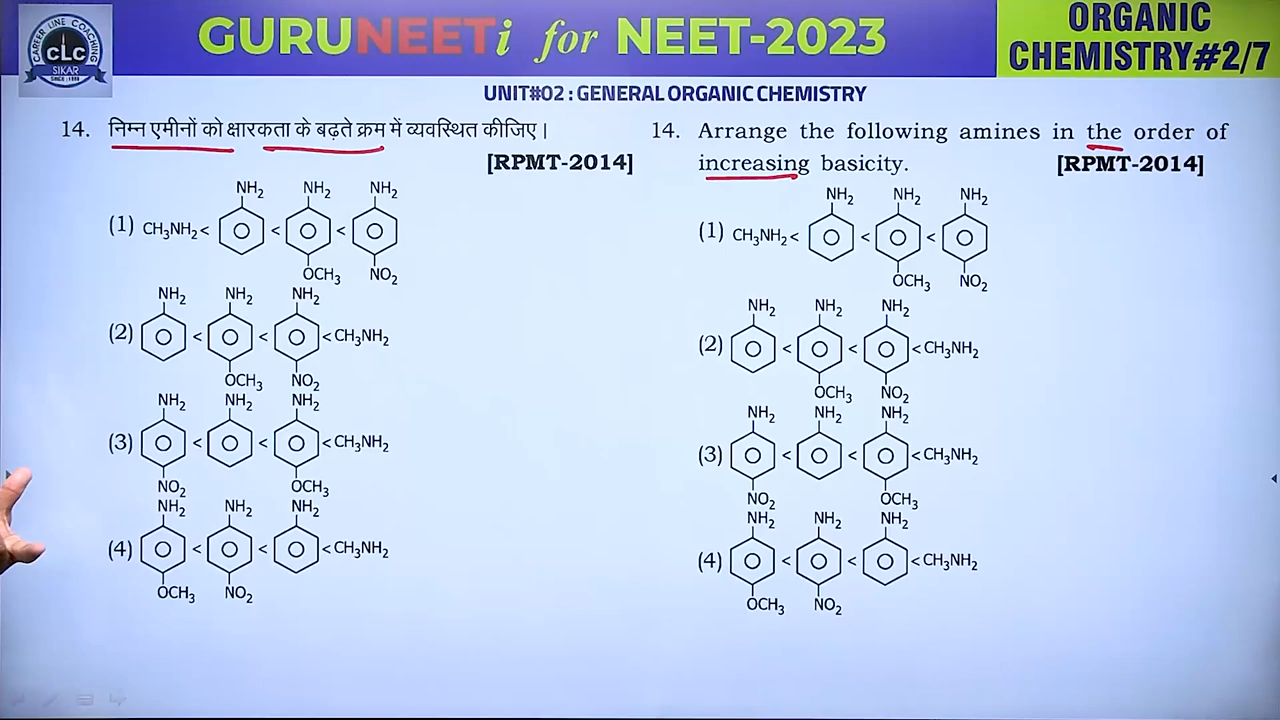 CAREER LINE COACHING
CLC
SIKAR
SINCE : 1996
GURUNEETi for NEET-2023
ORGANIC
CHEMISTRY#2/7
UNIT#02 : GENERAL ORGANIC CHEMISTRY
14. निम्न एमीनों को क्षारकता के बढ़ते क्रम में व्यवस्थित कीजिए।
[RPMT-2014]
NH₂ NH₂ NH₂
(1) CH₃NH₂ < < <
OCH₃ NO₂
NH₂ NH₂ NH₂
(2) < < < CH₃NH₂
OCH₃ NO₂
NH₂ NH₂ NH₂
(3) < < < CH₃NH₂
NO₂ OCH₃
NH₂ NH₂ NH₂
(4) < < < CH₃NH₂
OCH₃ NO₂
14. Arrange the following amines in the order of
increasing basicity. [RPMT-2014]
NH₂ NH₂ NH₂
(1) CH₃NH₂ < < <
OCH₃ NO₂
NH₂ NH₂ NH₂
(2) < < < CH₃NH₂
OCH₃ NO₂
NH₂ NH₂ NH₂
(3) < < < CH₃NH₂
NO₂ OCH₃
NH₂ NH₂ NH₂
(4) < < < CH₃NH₂
OCH₃ NO₂